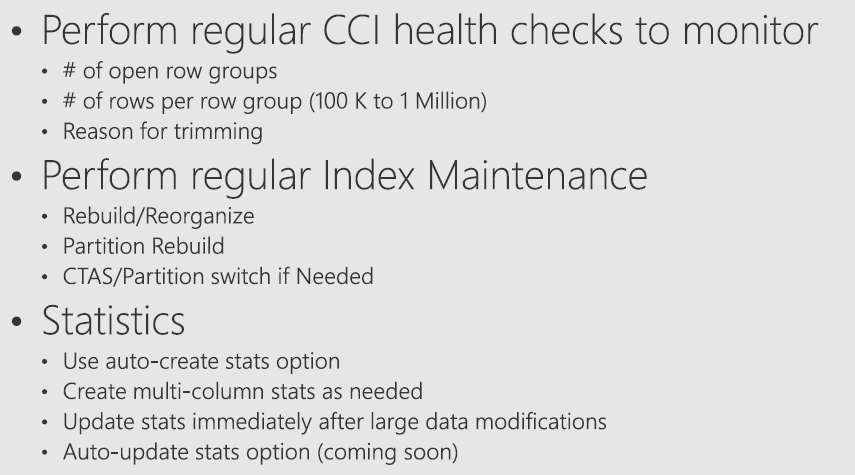 • Perform regular CCI health checks to monitor
• # of open row groups
• # of rows per row group (100 K to 1 Million)
• Reason for trimming
• Perform regular Index Maintenance
• Rebuild/Reorganize
• Partition Rebuild
• CTAS/Partition switch if Needed
• Statistics
• Use auto-create stats option
• Create multi-column stats as needed
• Update stats immediately after large data modifications
• Auto-update stats option (coming soon)